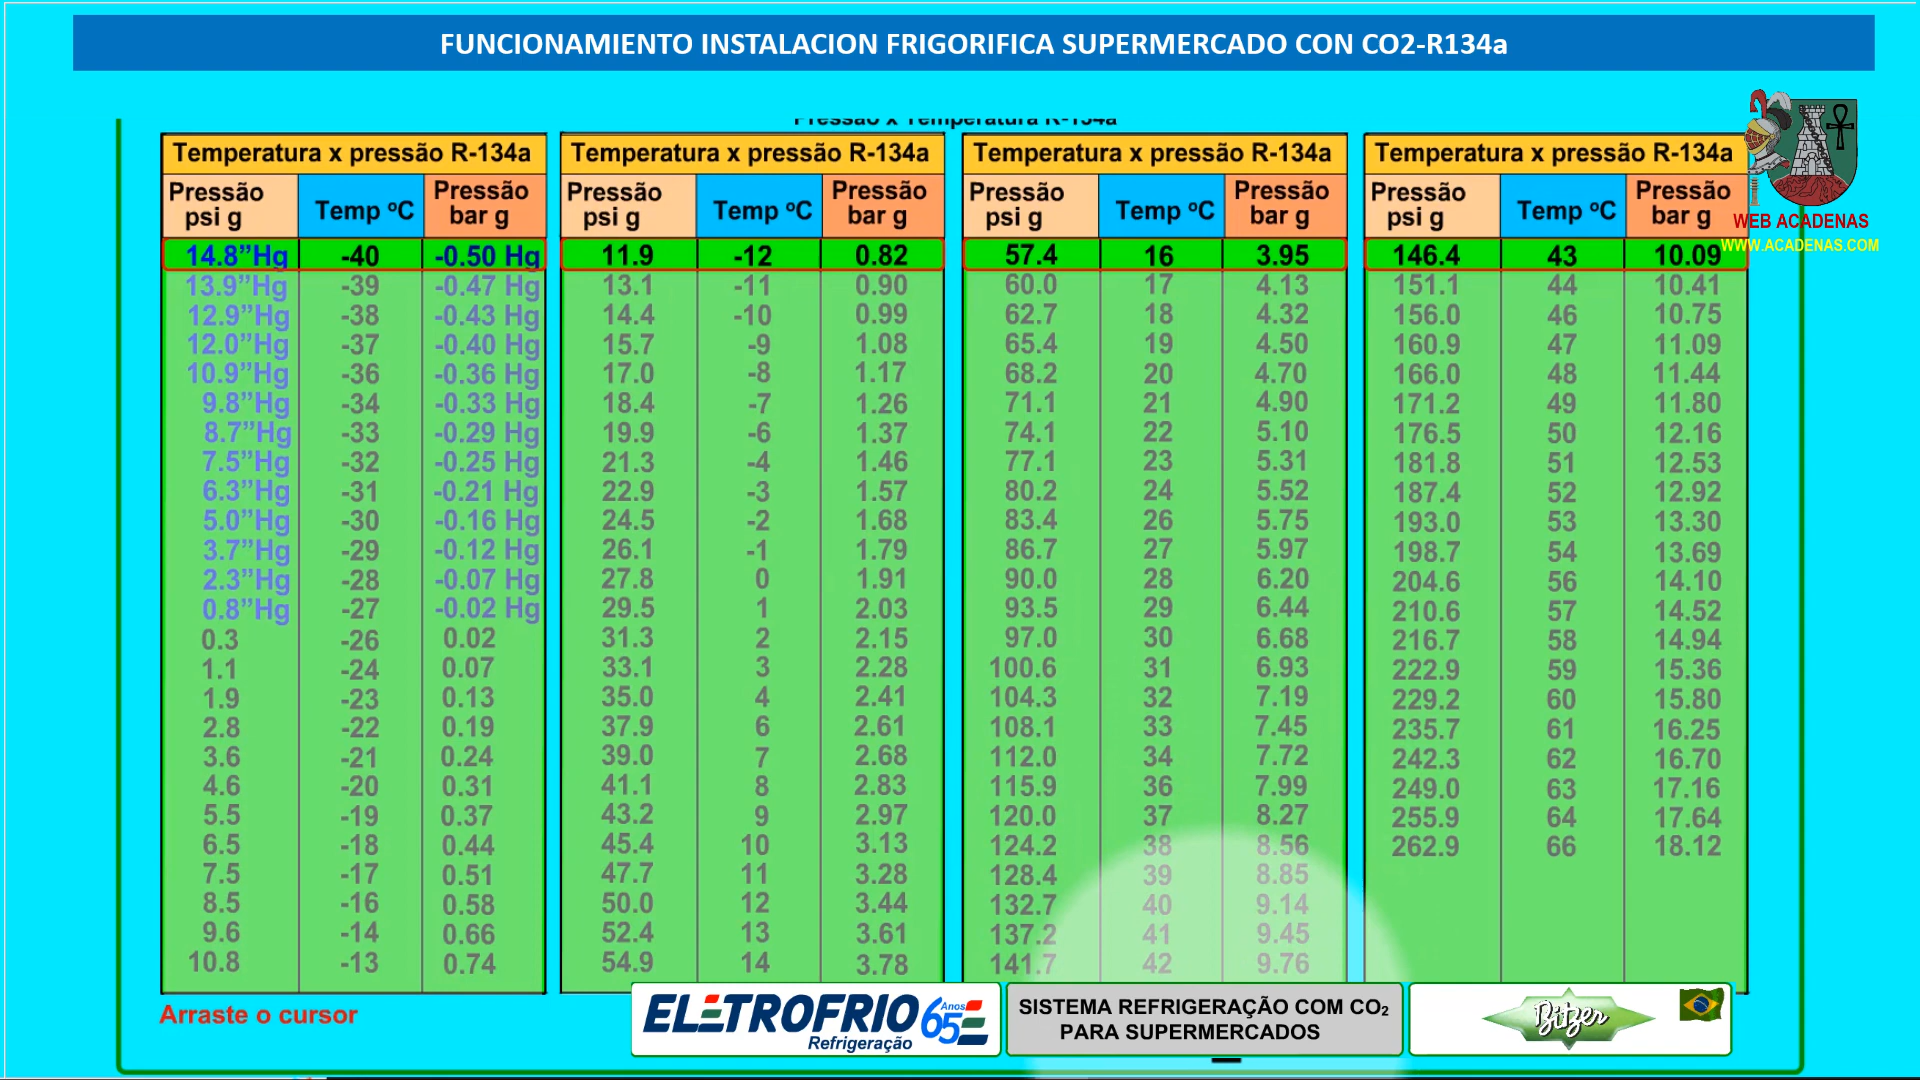 FUNCIONAMIENTO INSTALACION FRIGORIFICA SUPERMERCADO CON CO2-R134a
Pressão x Temperatura R-134a
Temperatura x pressão R-134a
Pressão psi g Temp ºC Pressão bar g
14.8”Hg -40 -0.50 Hg
13.9”Hg -39 -0.47 Hg
12.9”Hg -38 -0.43 Hg
12.0”Hg -37 -0.40 Hg
10.9”Hg -36 -0.36 Hg
9.8”Hg -34 -0.33 Hg
8.7”Hg -33 -0.29 Hg
7.5”Hg -32 -0.25 Hg
6.3”Hg -31 -0.21 Hg
5.0”Hg -30 -0.16 Hg
3.7”Hg -29 -0.12 Hg
2.3”Hg -28 -0.07 Hg
0.8”Hg -27 -0.02 Hg
0.3 -26 0.02
1.1 -24 0.07
1.9 -23 0.13
2.8 -22 0.19
3.6 -21 0.24
4.6 -20 0.31
5.5 -19 0.37
6.5 -18 0.44
7.5 -17 0.51
8.5 -16 0.58
9.6 -14 0.66
10.8 -13 0.74
Temperatura x pressão R-134a
Pressão psi g Temp ºC Pressão bar g
11.9 -12 0.82
13.1 -11 0.90
14.4 -10 0.99
15.7 -9 1.08
17.0 -8 1.17
18.4 -7 1.26
19.9 -6 1.37
21.3 -4 1.46
22.9 -3 1.57
24.5 -2 1.68
26.1 -1 1.79
27.8 0 1.91
29.5 1 2.03
31.3 2 2.15
33.1 3 2.28
35.0 4 2.41
37.9 6 2.61
39.0 7 2.68
41.1 8 2.83
43.2 9 2.97
45.4 10 3.13
47.7 11 3.28
50.0 12 3.44
52.4 13 3.61
54.9 14 3.78
Temperatura x pressão R-134a
Pressão psi g Temp ºC Pressão bar g
57.4 16 3.95
60.0 17 4.13
62.7 18 4.32
65.4 19 4.50
68.2 20 4.70
71.1 21 4.90
74.1 22 5.10
77.1 23 5.31
80.2 24 5.52
83.4 26 5.75
86.7 27 5.97
90.0 28 6.20
93.5 29 6.44
97.0 30 6.68
100.6 31 6.93
104.3 32 7.19
108.1 33 7.45
112.0 34 7.72
115.9 36 7.99
120.0 37 8.27
124.2 38 8.56
128.4 39 8.85
132.7 40 9.14
137.2 41 9.45
141.7 42 9.76
Temperatura x pressão R-134a
Pressão psi g Temp ºC Pressão bar g
146.4 43 10.09
151.1 44 10.41
156.0 46 10.75
160.9 47 11.09
166.0 48 11.44
171.2 49 11.80
176.5 50 12.16
181.8 51 12.53
187.4 52 12.92
193.0 53 13.30
198.7 54 13.69
204.6 56 14.10
210.6 57 14.52
216.7 58 14.94
222.9 59 15.36
229.2 60 15.80
235.7 61 16.25
242.3 62 16.70
249.0 63 17.16
255.9 64 17.64
262.9 66 18.12
WEB ACADENAS
WWW.ACADENAS.COM
Arraste o cursor
ELETROFRIO
Refrigeração
65 Anos
SISTEMA REFRIGERAÇÃO COM CO₂
PARA SUPERMERCADOS
Bitzer